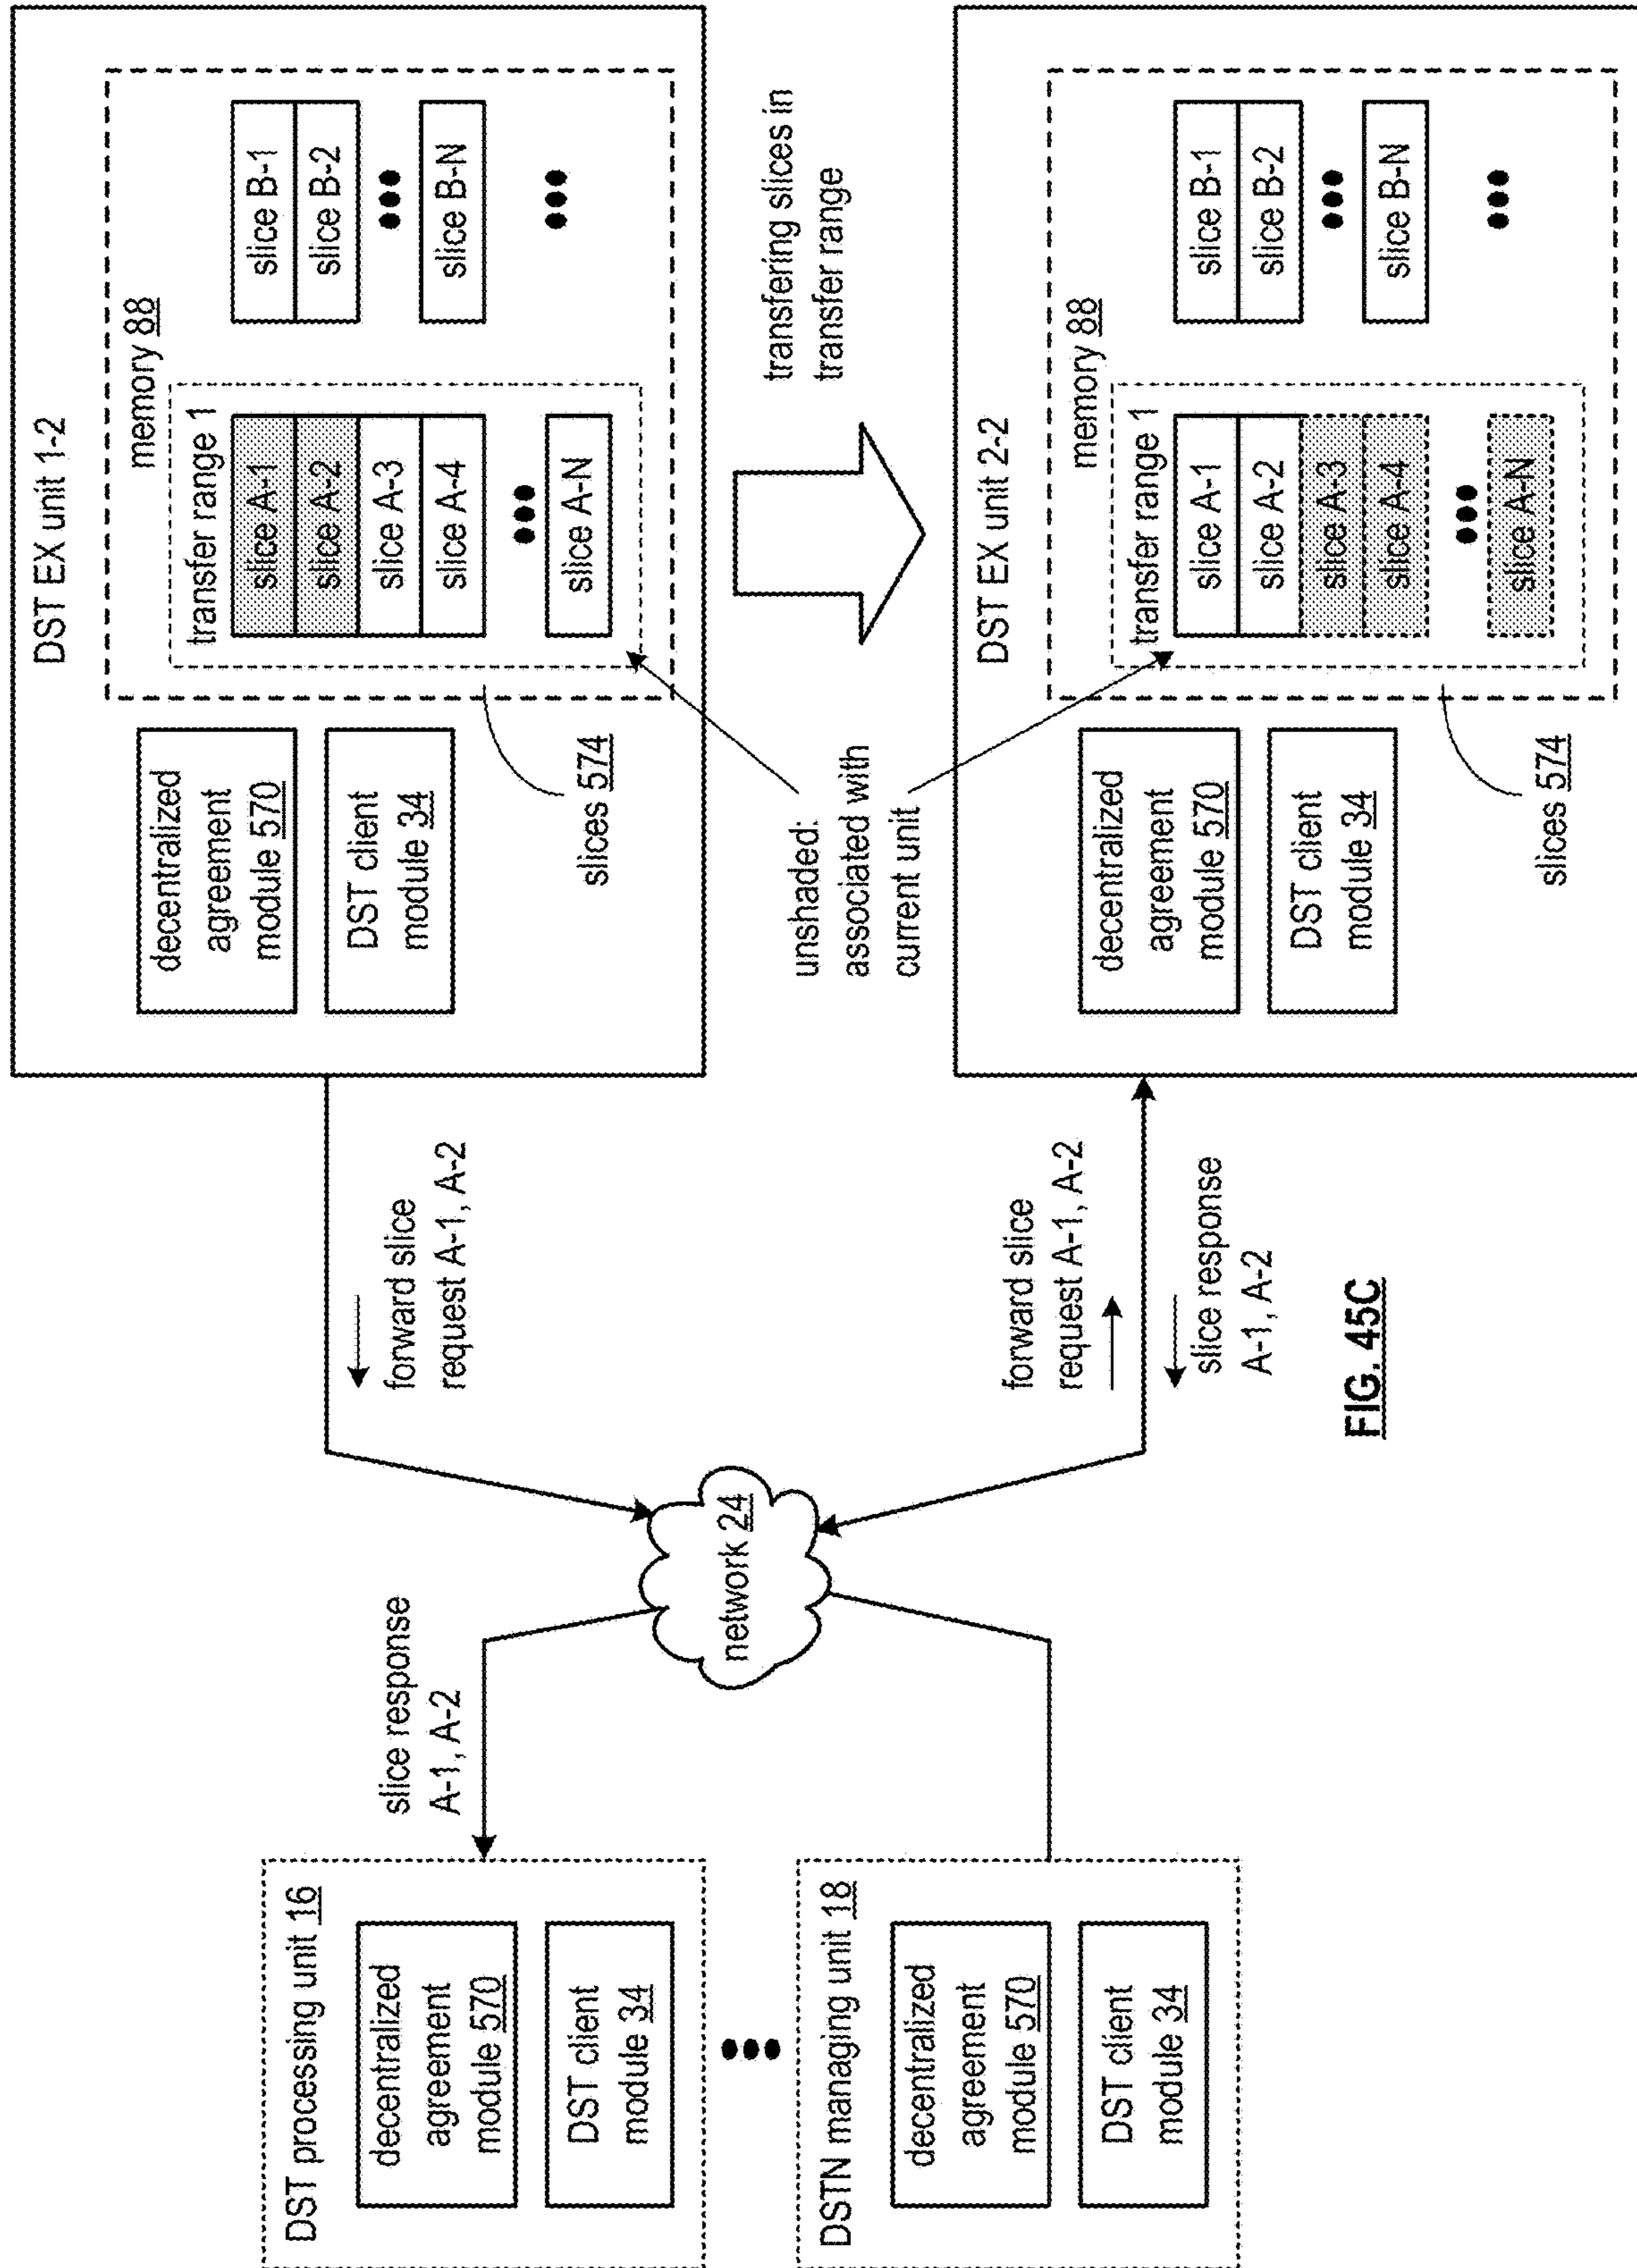 DST processing unit 16
decentralized
agreement
module 570
DST client
module 34
DSTN managing unit 18
decentralized
agreement
module 570
DST client
module 34
slice response
A-1, A-2
network 24
forward slice
request A-1, A-2
forward slice
request A-1, A-2
slice response
A-1, A-2
DST EX unit 1-2
decentralized
agreement
module 570
DST client
module 34
slices 574
memory 88
transfer range 1
slice A-1
slice A-2
slice A-3
slice A-4
slice A-N
slice B-1
slice B-2
slice B-N
unshaded:
associated with
current unit
transfering slices in
transfer range
DST EX unit 2-2
decentralized
agreement
module 570
DST client
module 34
slices 574
memory 88
transfer range 1
slice A-1
slice A-2
slice A-3
slice A-4
slice A-N
slice B-1
slice B-2
slice B-N
FIG. 45C